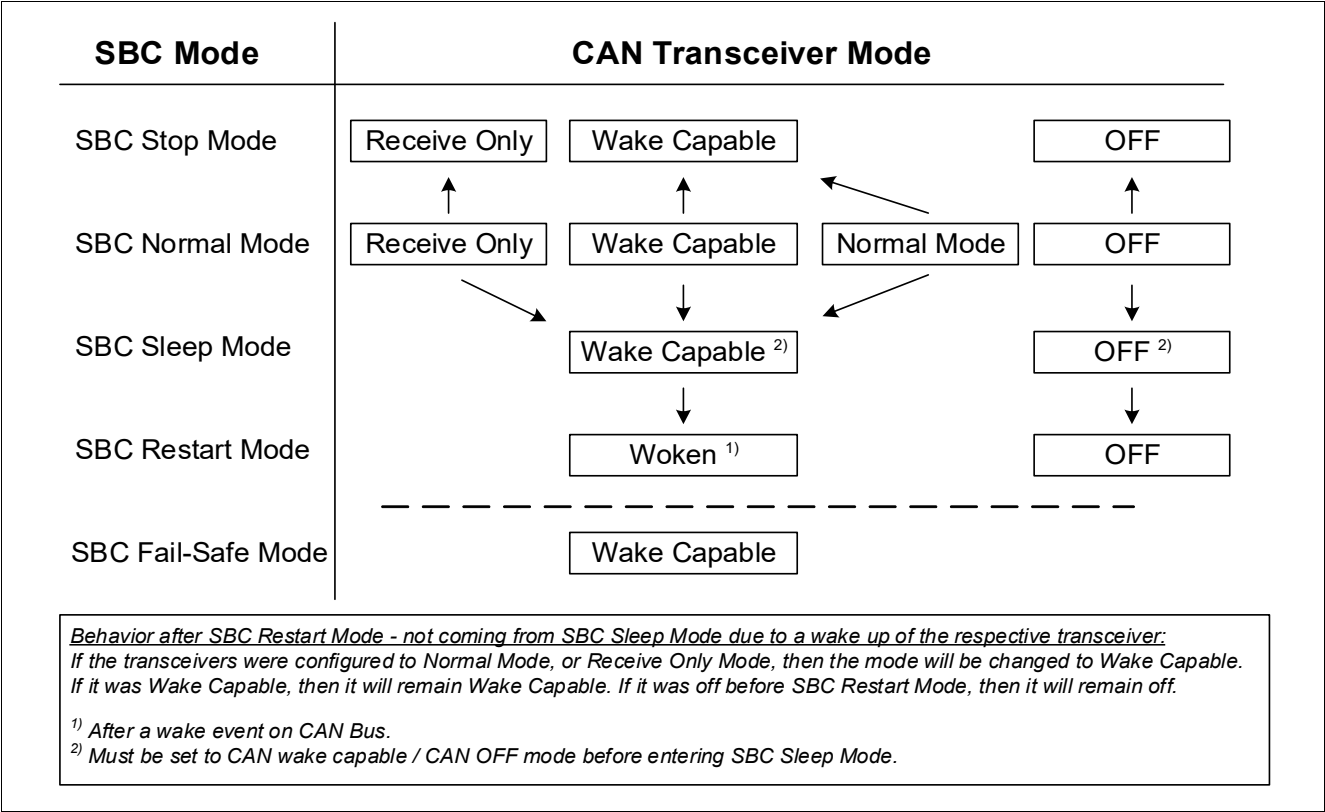 SBC Mode CAN Transceiver Mode
SBC Stop Mode Receive Only Wake Capable OFF
SBC Normal Mode Receive Only Wake Capable Normal Mode OFF
SBC Sleep Mode Wake Capable 2) OFF 2)
SBC Restart Mode Woken 1) OFF
SBC Fail-Safe Mode Wake Capable
Behavior after SBC Restart Mode - not coming from SBC Sleep Mode due to a wake up of the respective transceiver:
If the transceivers were configured to Normal Mode, or Receive Only Mode, then the mode will be changed to Wake Capable.
If it was Wake Capable, then it will remain Wake Capable. If it was off before SBC Restart Mode, then it will remain off.
1) After a wake event on CAN Bus.
2) Must be set to CAN wake capable / CAN OFF mode before entering SBC Sleep Mode.